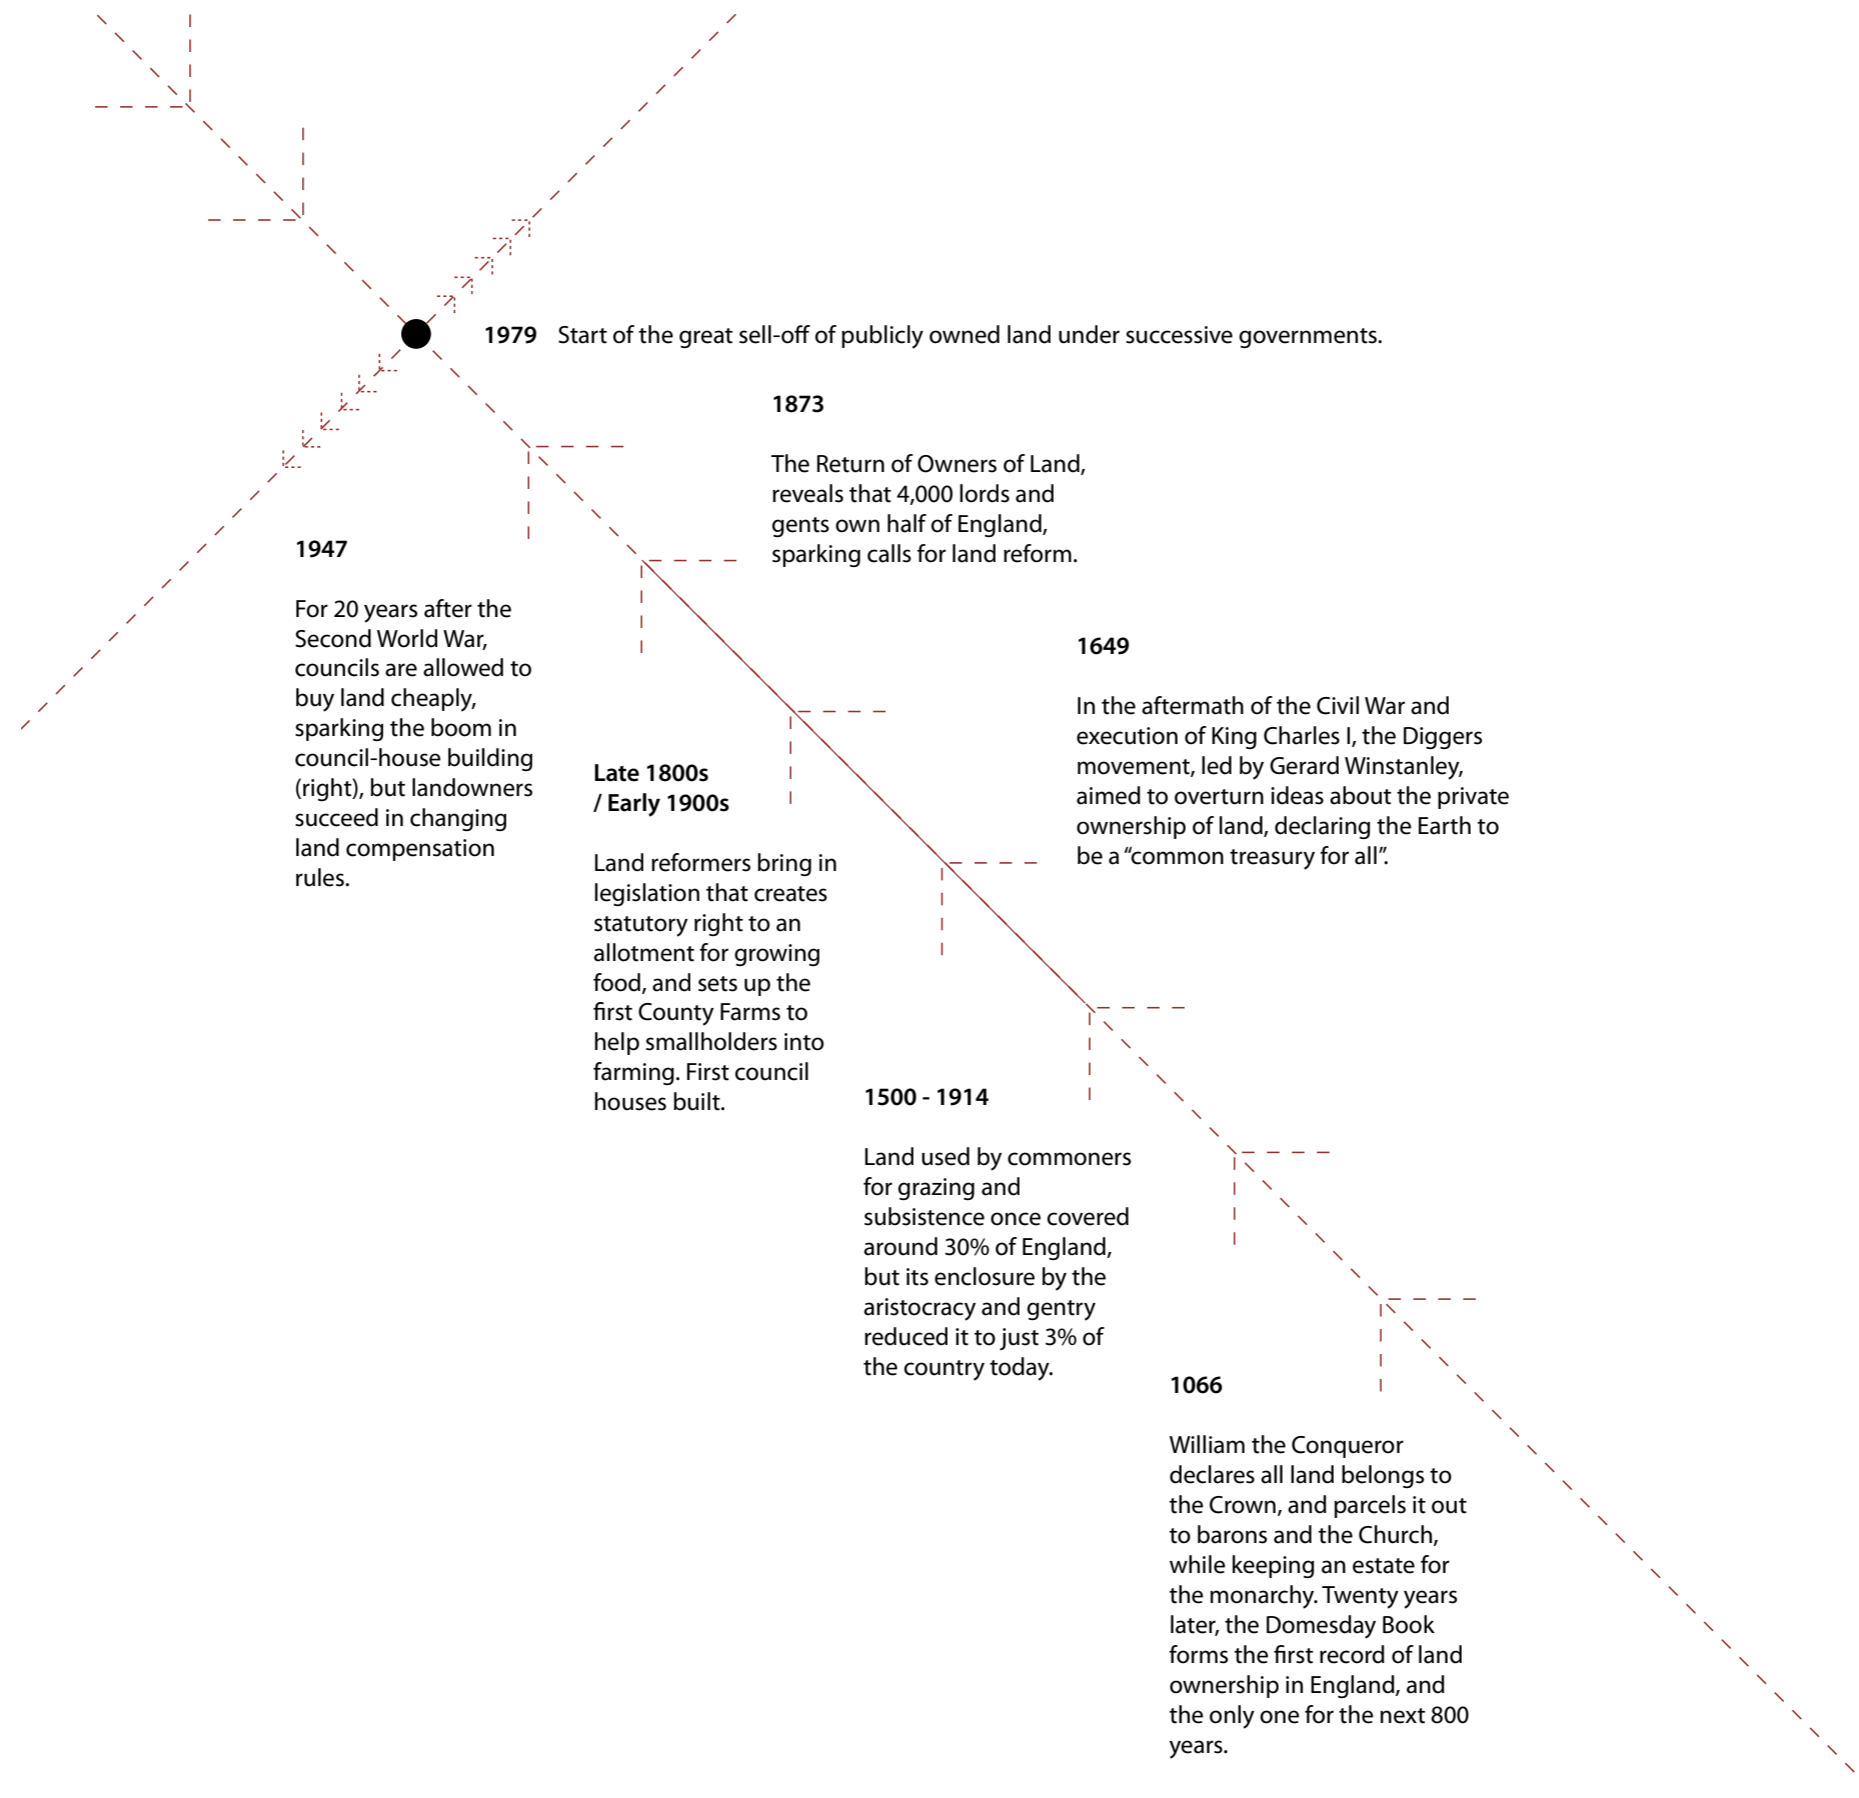 1979 Start of the great sell-off of publicly owned land under successive governments.
1873
The Return of Owners of Land,
reveals that 4,000 lords and
gents own half of England,
sparking calls for land reform.
1947
For 20 years after the
Second World War,
councils are allowed to
buy land cheaply,
sparking the boom in
council-house building
(right), but landowners
succeed in changing
land compensation
rules.
1649
In the aftermath of the Civil War and
execution of King Charles I, the Diggers
movement, led by Gerard Winstanley,
aimed to overturn ideas about the private
ownership of land, declaring the Earth to
be a “common treasury for all”.
Late 1800s
/ Early 1900s
Land reformers bring in
legislation that creates
statutory right to an
allotment for growing
food, and sets up the
first County Farms to
help smallholders into
farming. First council
houses built.
1500 - 1914
Land used by commoners
for grazing and
subsistence once covered
around 30% of England,
but its enclosure by the
aristocracy and gentry
reduced it to just 3% of
the country today.
1066
William the Conqueror
declares all land belongs to
the Crown, and parcels it out
to barons and the Church,
while keeping an estate for
the monarchy. Twenty years
later, the Domesday Book
forms the first record of land
ownership in England, and
the only one for the next 800
years.